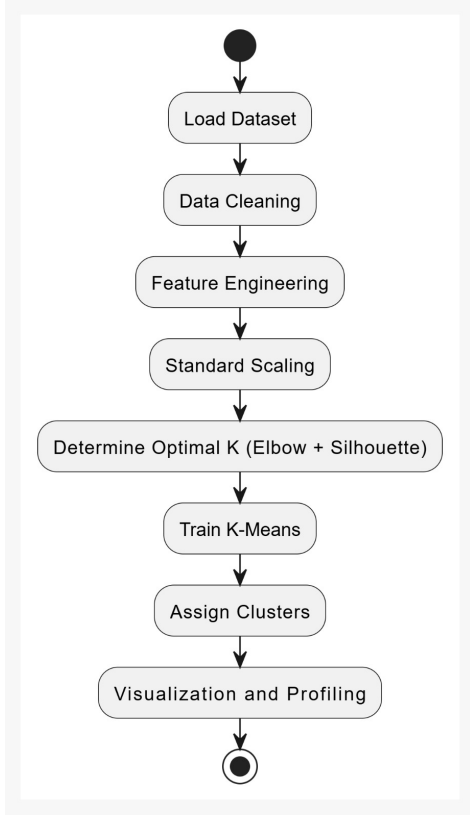 Load Dataset
Data Cleaning
Feature Engineering
Standard Scaling
Determine Optimal K (Elbow + Silhouette)
Train K-Means
Assign Clusters
Visualization and Profiling